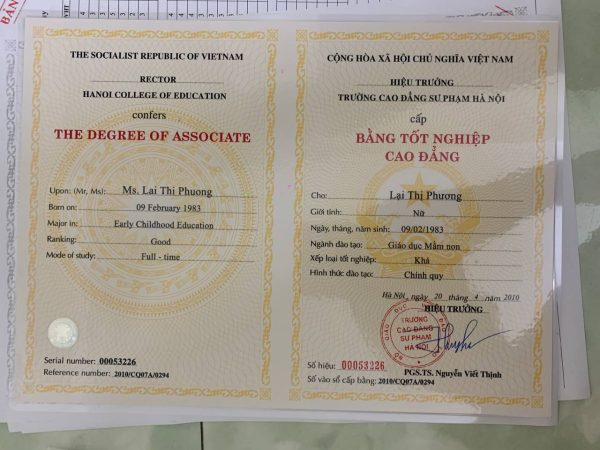 THE SOCIALIST REPUBLIC OF VIETNAM
RECTOR
HANOI COLLEGE OF EDUCATION
confers
THE DEGREE OF ASSOCIATE
Upon: (Mr, Ms): Ms. Lai Thi Phuong
Born on: 09 February 1983
Major in: Early Childhood Education
Ranking: Good
Mode of study: Full - time
Serial number: 00053226
Reference number: 2010/CQ07A/0294
CỘNG HÒA XÃ HỘI CHỦ NGHĨA VIỆT NAM
HIỆU TRƯỞNG
TRƯỜNG CAO ĐẲNG SƯ PHẠM HÀ NỘI
cấp
BẰNG TỐT NGHIỆP
CAO ĐẲNG
Cho: Lại Thị Phương
Giới tính: Nữ
Ngày, tháng, năm sinh: 09/02/1983
Ngành đào tạo: Giáo dục Mầm non
Xếp loại tốt nghiệp: Khá
Hình thức đào tạo: Chính quy
Hà Nội, ngày 20 tháng 4 năm 2010
HIỆU TRƯỞNG
TRƯỜNG
CAO ĐẲNG
SƯ PHẠM
HÀ NỘI
PGS.TS. Nguyễn Viết Thịnh
Số hiệu: 00053226
Số vào sổ cấp bằng: 2010/CQ07A/0294